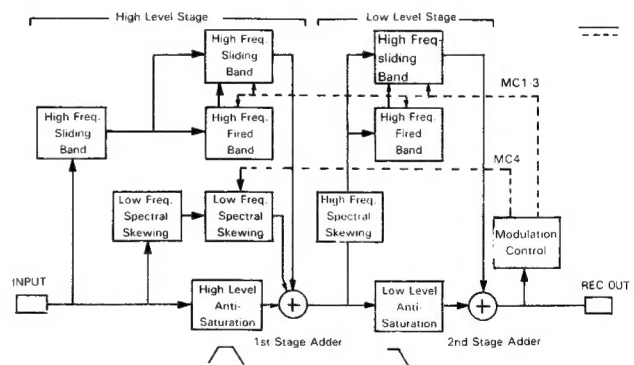 High Level Stage
Low Level Stage
High Freq.
Sliding
Band
High Freq-
sliding
Band
MC1-3
High Freq.
Sliding
Band
High Freq.
Fired
Band
High Freq.
Fired
Band
MC4
Low Freq.
Spectral
Skewing
Low Freq.
Spectral
Skewing
High Freq.
Spectral
Skewing
Modulation
Control
INPUT
High Level
Anti-
Saturation
+
Low Level
Anti-
Saturation
+
REC OUT
1st Stage Adder
2nd Stage Adder